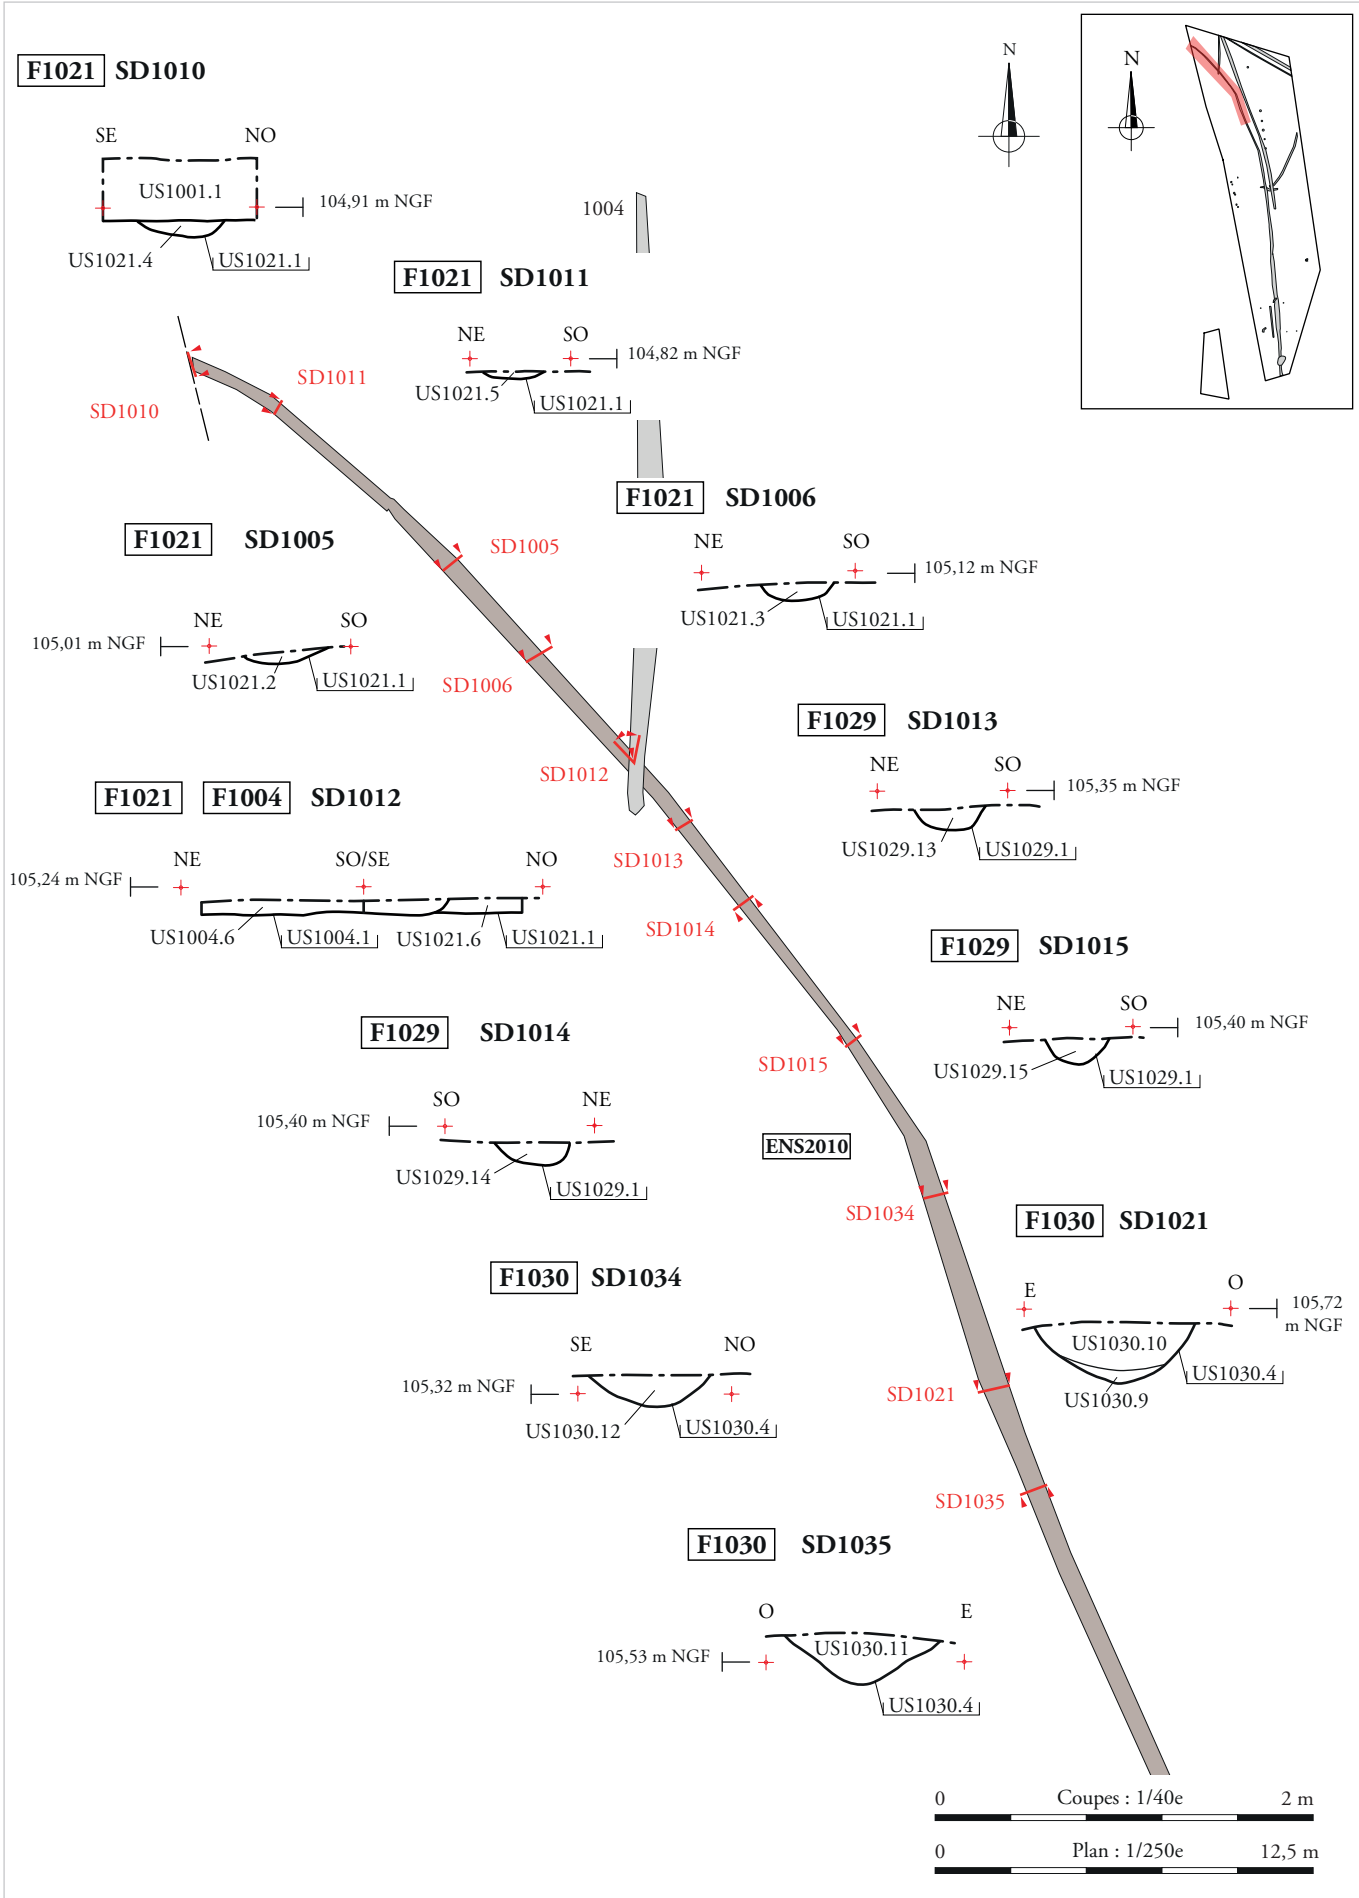 F1021 SD1010
SE NO
US1001.1
104,91 m NGF
US1021.4 US1021.1
N
N
1004
F1021 SD1011
NE SO
104,82 m NGF
US1021.5 US1021.1
SD1010
SD1011
F1021 SD1006
NE SO
105,12 m NGF
US1021.3 US1021.1
F1021 SD1005
NE SO
105,01 m NGF
US1021.2 US1021.1
SD1005
SD1006
SD1012
F1029 SD1013
NE SO
105,35 m NGF
US1029.13 US1029.1
F1021 F1004 SD1012
NE SO/SE NO
105,24 m NGF
US1004.6 US1004.1 US1021.6 US1021.1
SD1013
SD1014
F1029 SD1015
NE SO
105,40 m NGF
US1029.15 US1029.1
F1029 SD1014
SO NE
105,40 m NGF
US1029.14 US1029.1
SD1015
ENS2010
SD1034
F1030 SD1021
E O
105,72
m NGF
US1030.10
US1030.4
US1030.9
F1030 SD1034
SE NO
105,32 m NGF
US1030.12 US1030.4
SD1021
SD1035
F1030 SD1035
O E
US1030.11
105,53 m NGF
US1030.4
0 Coupes : 1/40e 2 m
0 Plan : 1/250e 12,5 m